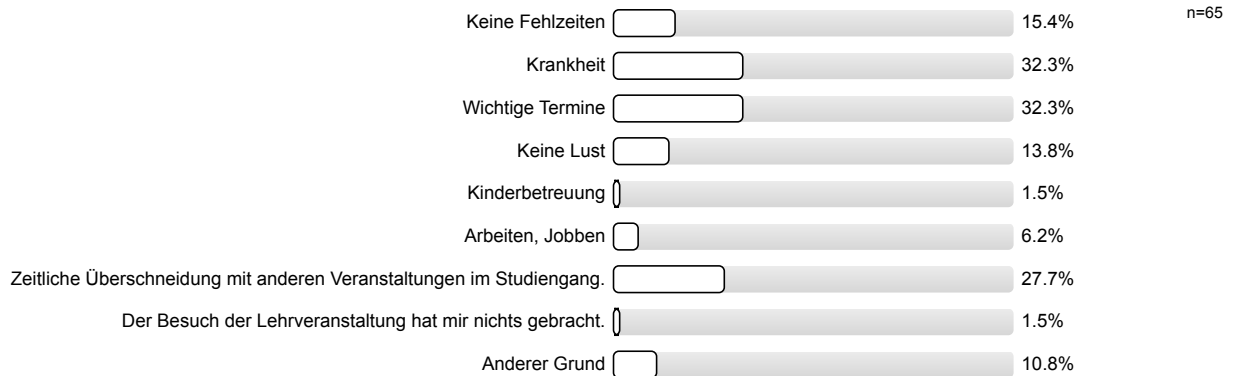 Keine Fehlzeiten 15.4% n=65
Krankheit 32.3%
Wichtige Termine 32.3%
Keine Lust 13.8%
Kinderbetreuung 1.5%
Arbeiten, Jobben 6.2%
Zeitliche Überschneidung mit anderen Veranstaltungen im Studiengang. 27.7%
Der Besuch der Lehrveranstaltung hat mir nichts gebracht. 1.5%
Anderer Grund 10.8%